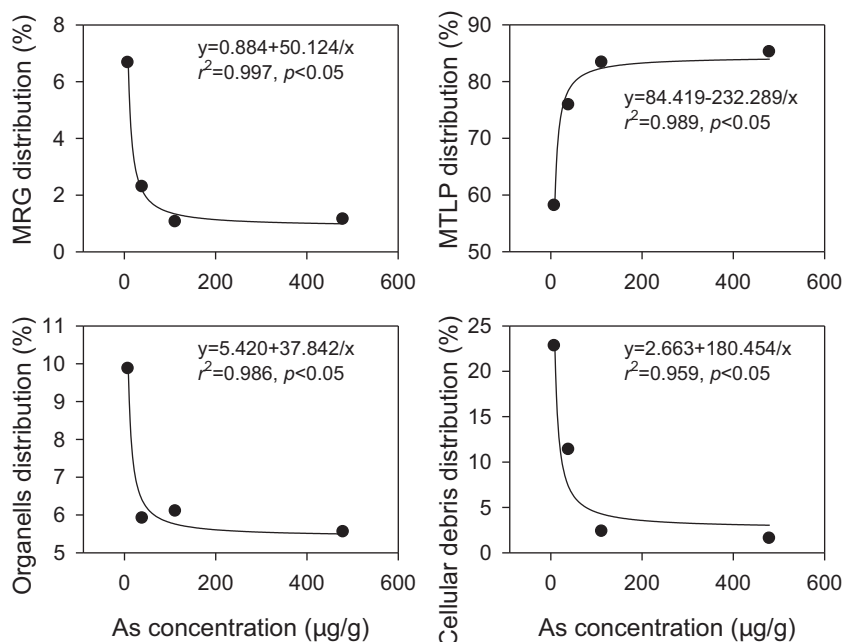 MRG distribution (%)
8
6
4
2
0
y=0.884+50.124/x
r²=0.997, p<0.05
0 200 400 600
MTLP distribution (%)
90
80
70
60
50
y=84.419-232.289/x
r²=0.989, p<0.05
0 200 400 600
Organells distribution (%)
11
10
9
8
7
6
5
y=5.420+37.842/x
r²=0.986, p<0.05
0 200 400 600
As concentration (µg/g)
Cellular debris distribution (%)
25
20
15
10
5
0
y=2.663+180.454/x
r²=0.959, p<0.05
0 200 400 600
As concentration (µg/g)